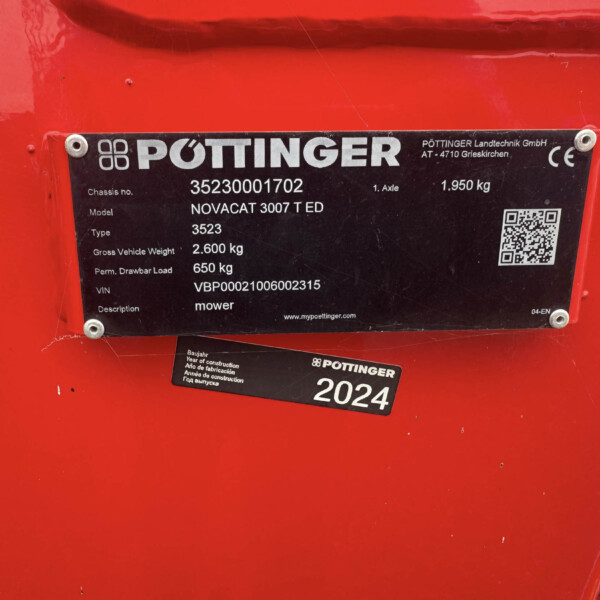 PÖTTINGER
PÖTTINGER Landtechnik GmbH
AT - 4710 Grieskirchen
CE
Chassis no. 35230001702 1. Axle 1.950 kg
Model NOVACAT 3007 T ED
Type 3523
Gross Vehicle Weight 2.600 kg
Perm. Drawbar Load 650 kg
VIN VBP00021006002315
Description mower
www.mypoettinger.com
04-EN
Baujahr
Year of construction
Año de fabricación
Année de construction
Год выпуска
PÖTTINGER
2024